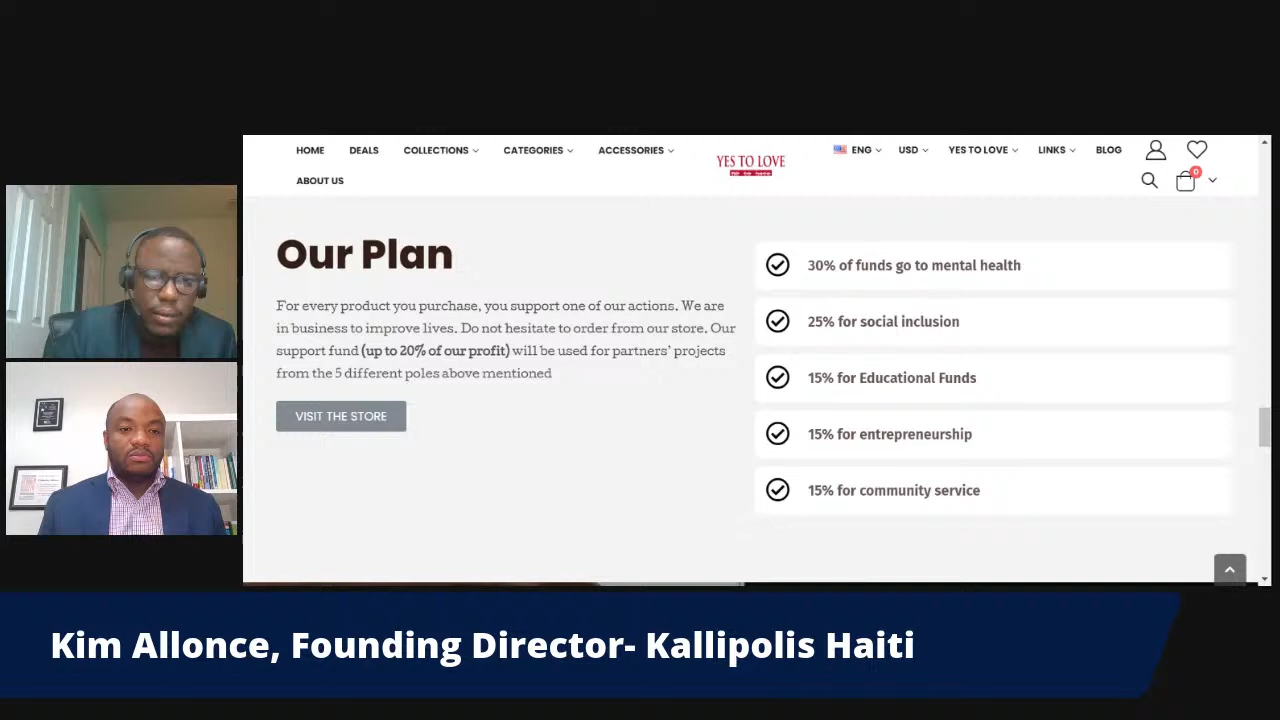 HOME DEALS COLLECTIONS CATEGORIES ACCESSORIES
ABOUT US
YES TO LOVE
ENG USD YES TO LOVE LINKS BLOG
0
Our Plan
For every product you purchase, you support one of our actions. We are
in business to improve lives. Do not hesitate to order from our store. Our
support fund (up to 20% of our profit) will be used for partners’ projects
from the 5 different poles above mentioned
VISIT THE STORE
30% of funds go to mental health
25% for social inclusion
15% for Educational Funds
15% for entrepreneurship
15% for community service
Kim Allonce, Founding Director- Kallipolis Haiti